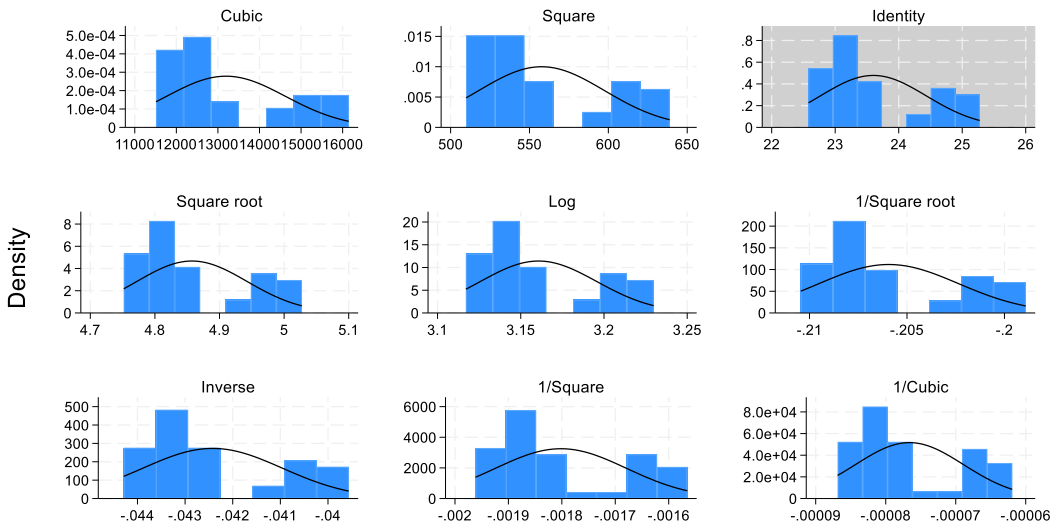 Cubic
Square
Identity
5.0e-04
4.0e-04
3.0e-04
2.0e-04
1.0e-04
0
11000 12000 13000 14000 15000 16000
.015
.01
.005
0
500 550 600 650
.8
.6
.4
.2
0
22 23 24 25 26
Density
Square root
Log
1/Square root
8
6
4
2
0
4.7 4.8 4.9 5 5.1
20
15
10
5
0
3.1 3.15 3.2 3.25
200
150
100
50
0
-.21 -.205 -.2
Inverse
1/Square
1/Cubic
500
400
300
200
100
0
-.044 -.043 -.042 -.041 -.04
6000
4000
2000
0
-.002 -.0019 -.0018 -.0017 -.0016
8.0e+04
6.0e+04
4.0e+04
2.0e+04
0
-.00009 -.00008 -.00007 -.00006